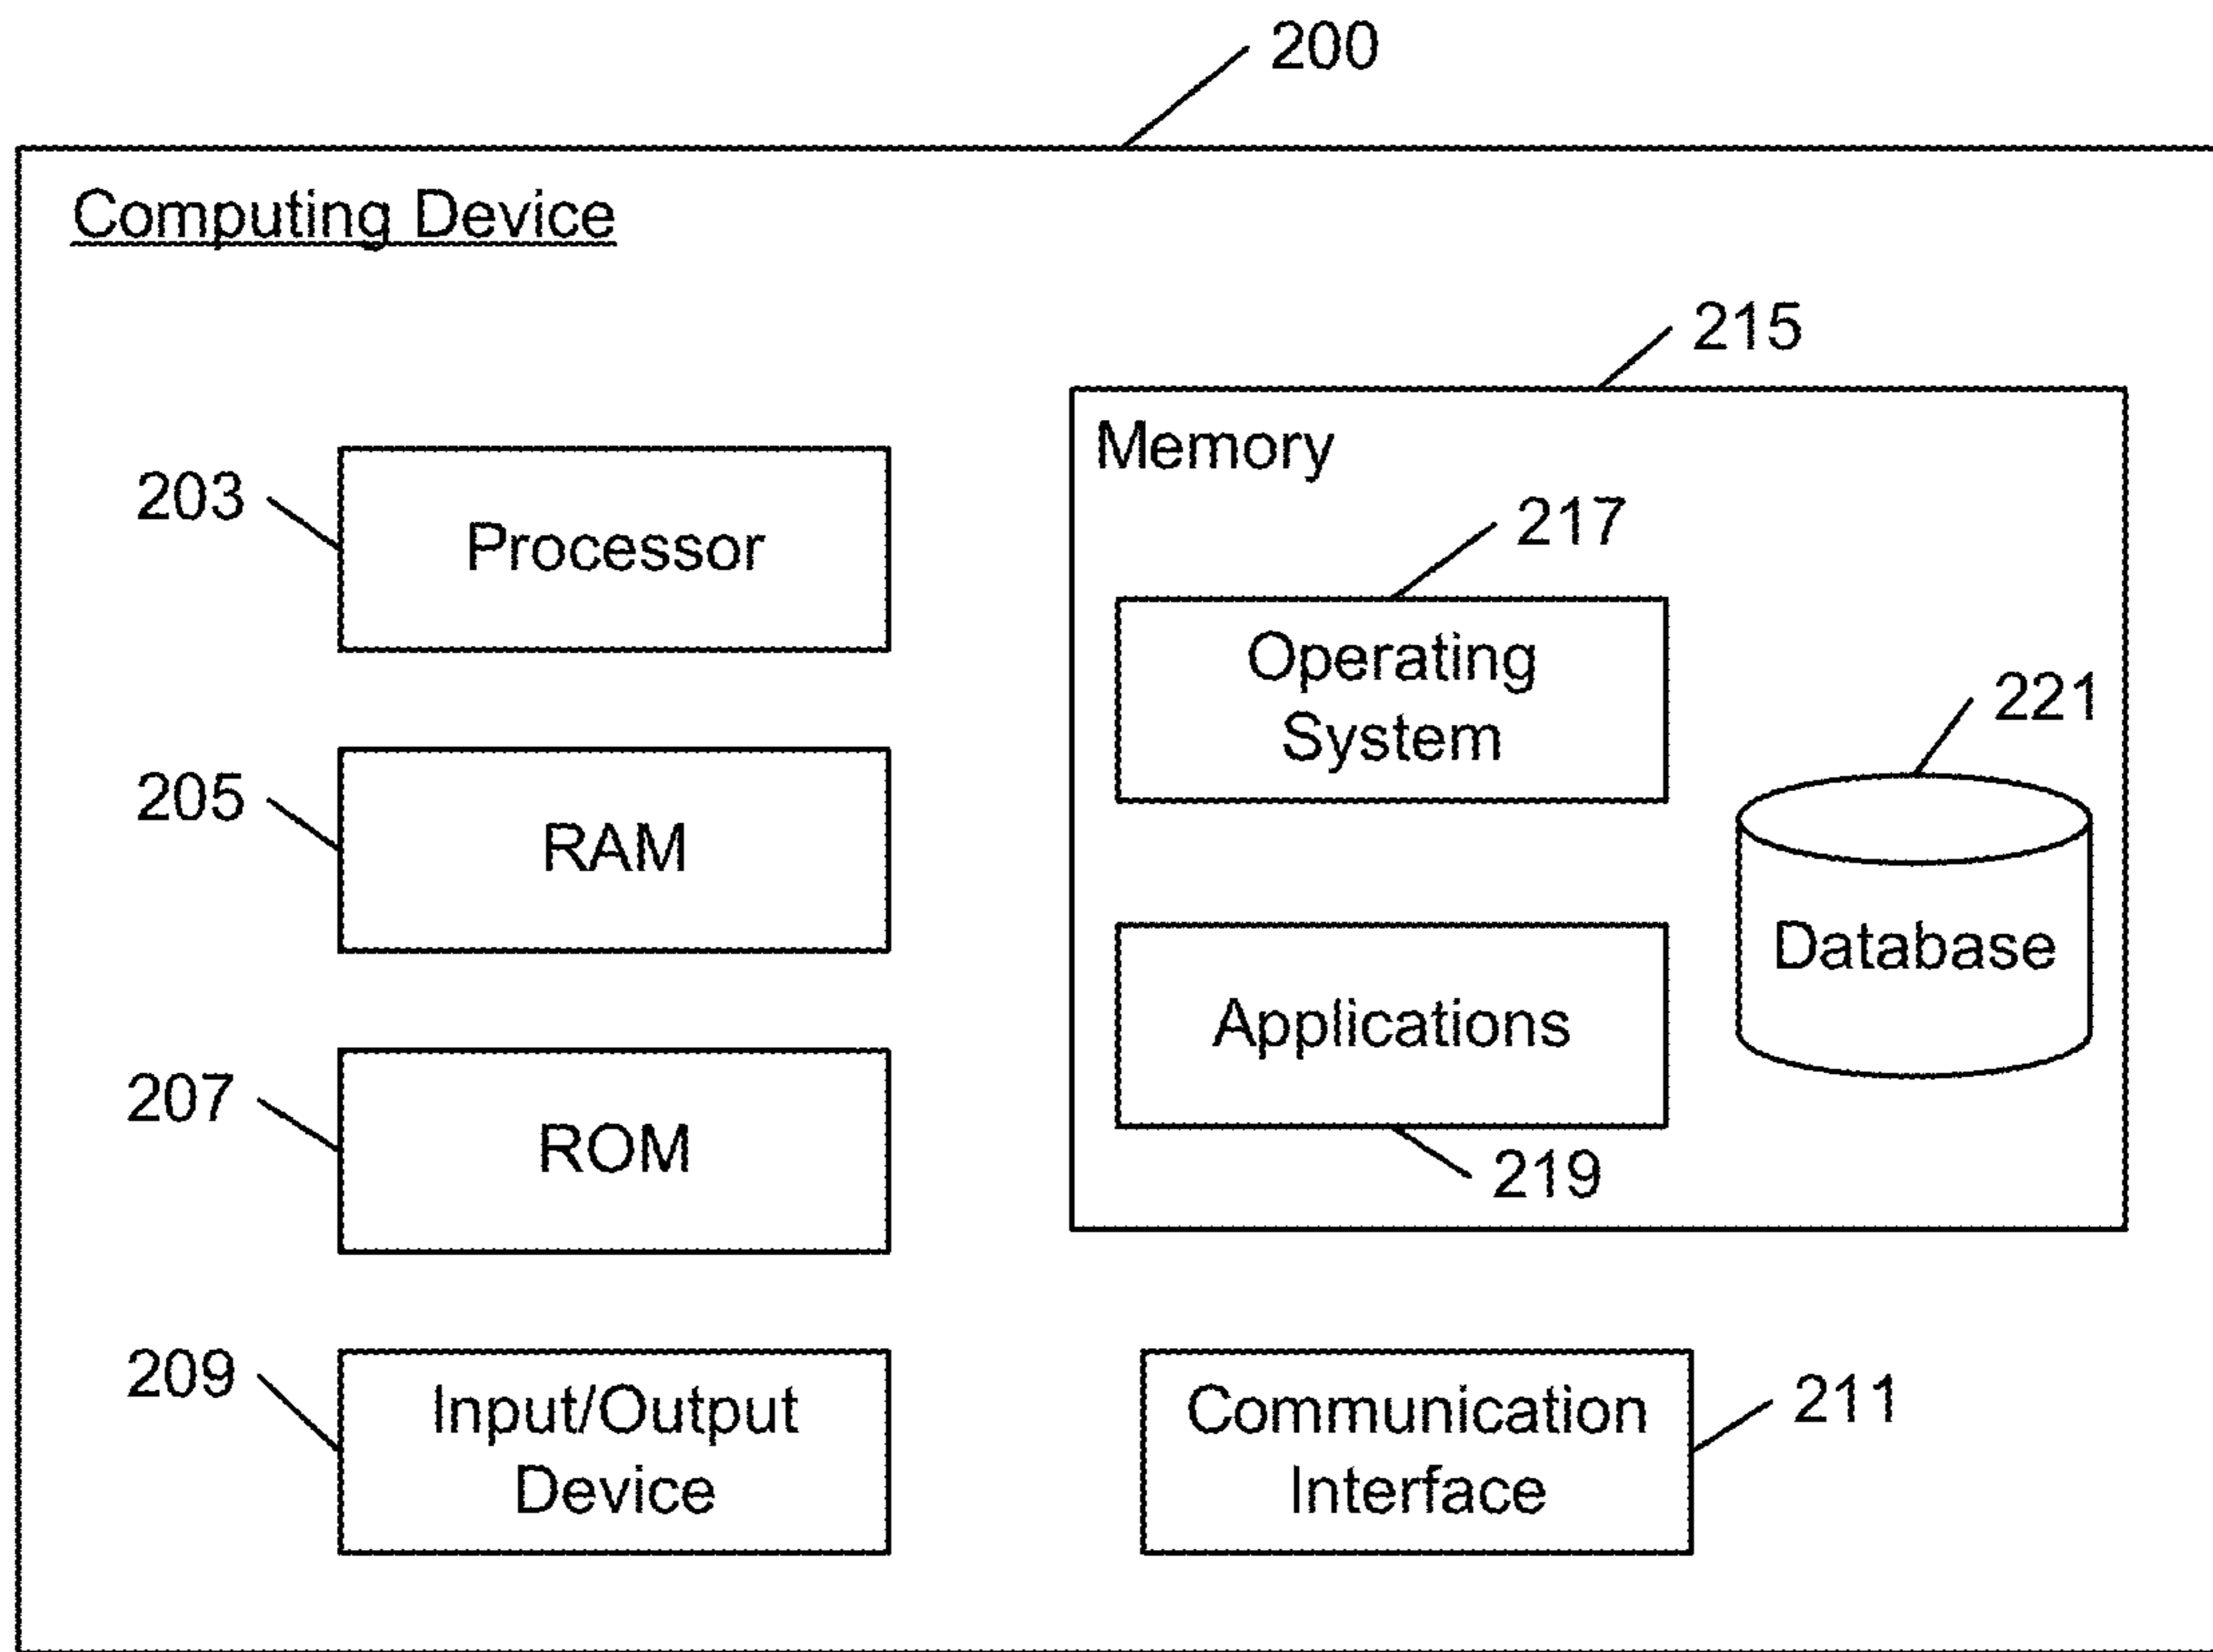 200
Computing Device
215
Memory
203
Processor
217
Operating
System
221
205
RAM
Database
Applications
219
207
ROM
209
Input/Output
Device
Communication
Interface
211